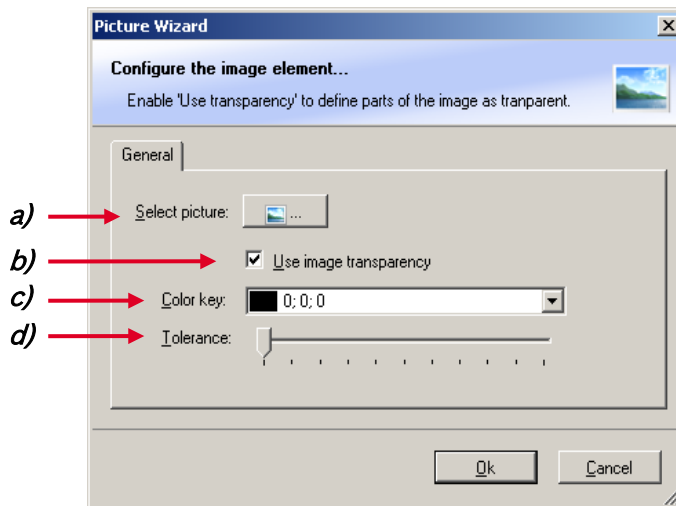 Picture Wizard
Configure the image element...
Enable 'Use transparency' to define parts of the image as tranparent.
General
a) Select picture: ...
b) Use image transparency
c) Color key: 0; 0; 0
d) Tolerance:
Ok Cancel